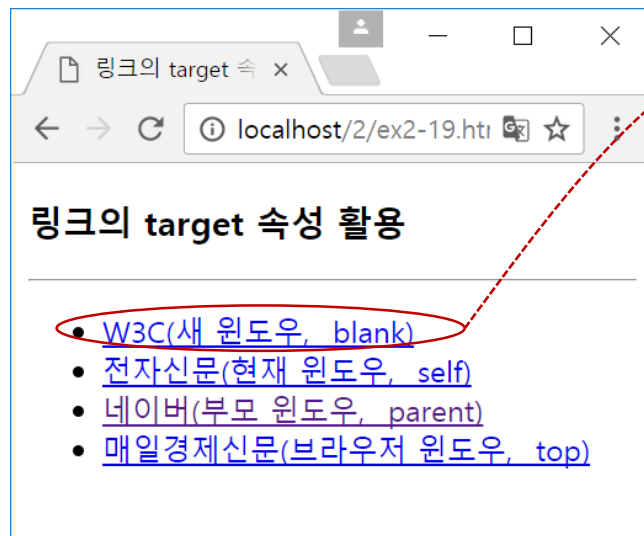 링크의 target 속
localhost/2/ex2-19.htm
링크의 target 속성 활용
W3C(새 윈도우, _blank)
전자신문(현재 윈도우, _self)
네이버(부모 윈도우, _parent)
매일경제신문(브라우저 윈도우, _top)